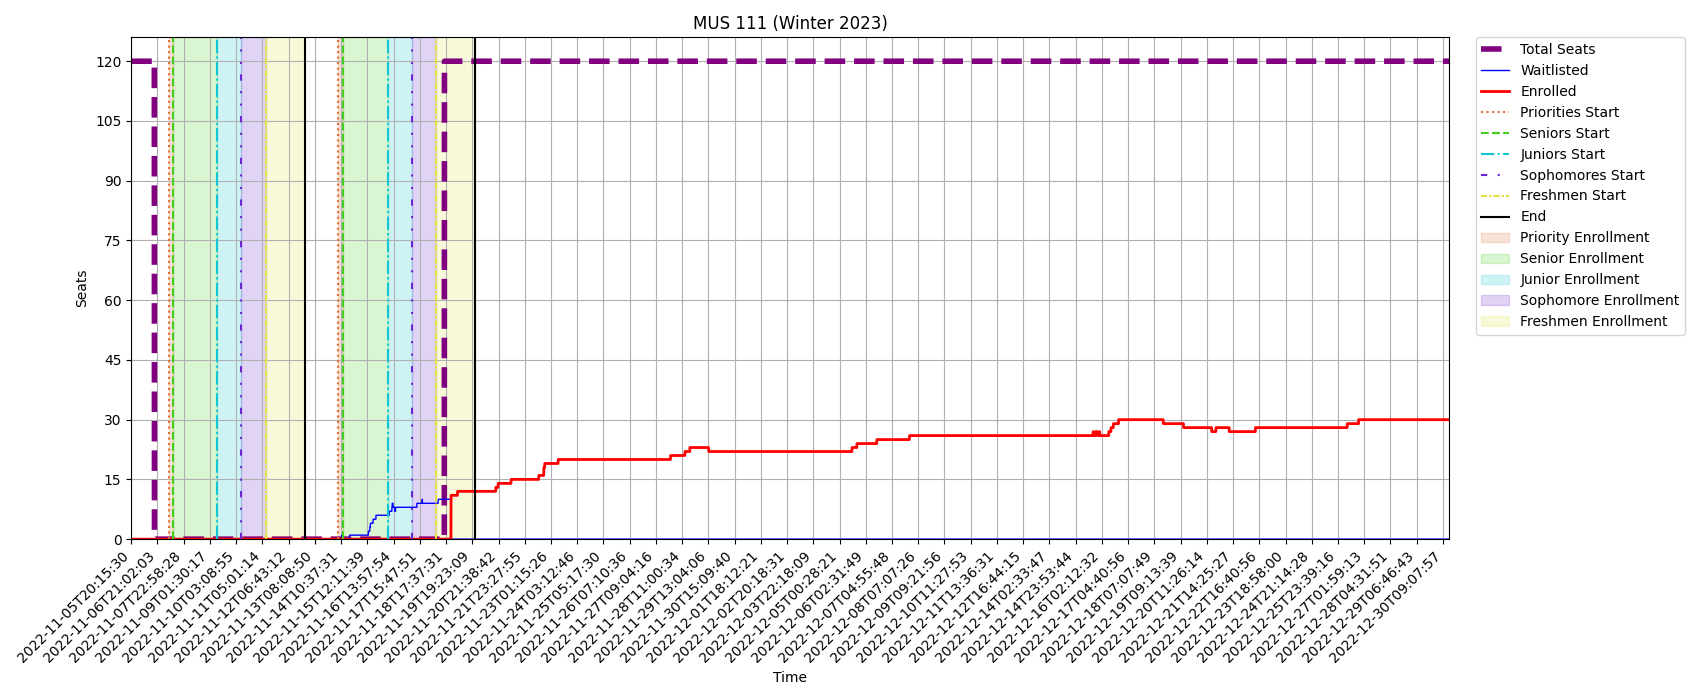 MUS 111 (Winter 2023)
Seats
120
105
90
75
60
45
30
15
0
2022-11-05T20:15:30
2022-11-06T21:02:03
2022-11-07T22:58:28
2022-11-09T01:30:17
2022-11-10T03:08:55
2022-11-11T05:01:14
2022-11-12T06:43:12
2022-11-13T08:08:50
2022-11-14T10:37:31
2022-11-15T12:11:39
2022-11-16T13:57:54
2022-11-17T15:47:51
2022-11-18T17:37:31
2022-11-19T19:23:09
2022-11-20T21:38:42
2022-11-21T23:27:55
2022-11-23T01:15:26
2022-11-24T03:12:46
2022-11-25T05:17:30
2022-11-26T07:10:36
2022-11-27T09:04:16
2022-11-28T11:00:34
2022-11-29T13:04:06
2022-11-30T15:09:40
2022-12-01T18:12:21
2022-12-02T20:18:31
2022-12-03T22:18:09
2022-12-05T00:28:21
2022-12-06T02:31:49
2022-12-07T04:55:48
2022-12-08T07:07:26
2022-12-09T09:21:56
2022-12-10T11:27:53
2022-12-11T13:36:31
2022-12-12T16:44:15
2022-12-14T02:33:47
2022-12-14T23:53:44
2022-12-16T02:12:32
2022-12-17T04:40:56
2022-12-18T07:07:49
2022-12-19T09:13:39
2022-12-20T11:26:14
2022-12-21T14:25:27
2022-12-22T16:40:56
2022-12-23T18:58:00
2022-12-24T21:14:28
2022-12-25T23:39:16
2022-12-27T01:59:13
2022-12-28T04:31:51
2022-12-29T06:46:43
2022-12-30T09:07:57
Time
Total Seats
Waitlisted
Enrolled
Priorities Start
Seniors Start
Juniors Start
Sophomores Start
Freshmen Start
End
Priority Enrollment
Senior Enrollment
Junior Enrollment
Sophomore Enrollment
Freshmen Enrollment